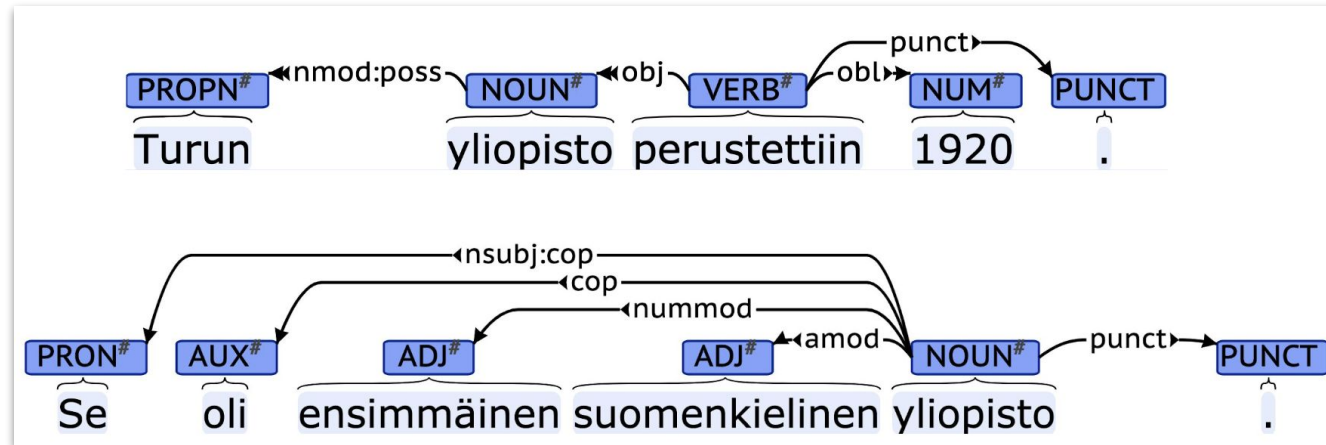 punct
nmod:poss obj obl
PROPN# NOUN# VERB# NUM# PUNCT
Turun yliopisto perustettiin 1920 .
nsubj:cop
cop
nummod
amod punct
PRON# AUX# ADJ# ADJ# NOUN# PUNCT
Se oli ensimmäinen suomenkielinen yliopisto .